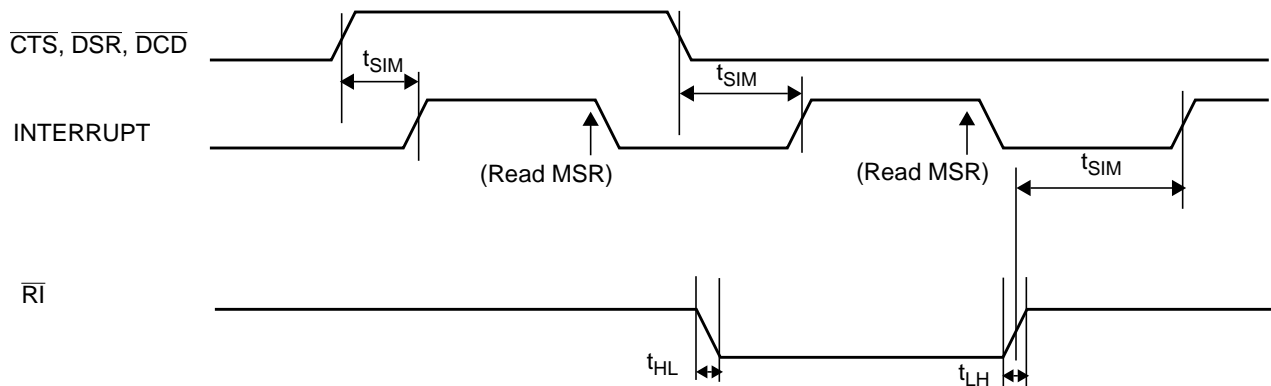 CTS, DSR, DCD
tSIM
tSIM
INTERRUPT
(Read MSR)
(Read MSR)
tSIM
RI
tHL
tLH